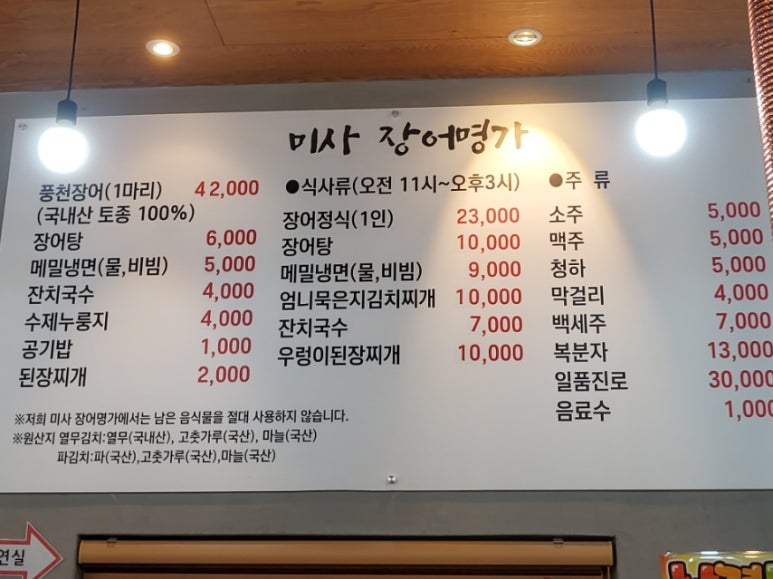 미사 장어명가
풍천장어(1마리) 42,000
(국내산 토종 100%)
장어탕 6,000
메밀냉면(물,비빔) 5,000
잔치국수 4,000
수제누룽지 4,000
공기밥 1,000
된장찌개 2,000
※저희 미사 장어명가에서는 남은 음식물을 절대 사용하지 않습니다.
※원산지 열무김치:열무(국내산), 고춧가루(국산), 마늘(국산)
파김치:파(국산),고춧가루(국산),마늘(국산)
●식사류(오전 11시~오후3시)
장어정식(1인) 23,000
장어탕 10,000
메밀냉면(물,비빔) 9,000
엄니묵은지김치찌개 10,000
잔치국수 7,000
우렁이된장찌개 10,000
●주 류
소주 5,000
맥주 5,000
청하 5,000
막걸리 4,000
백세주 7,000
복분자 13,000
일품진로 30,000
음료수 1,000
연실